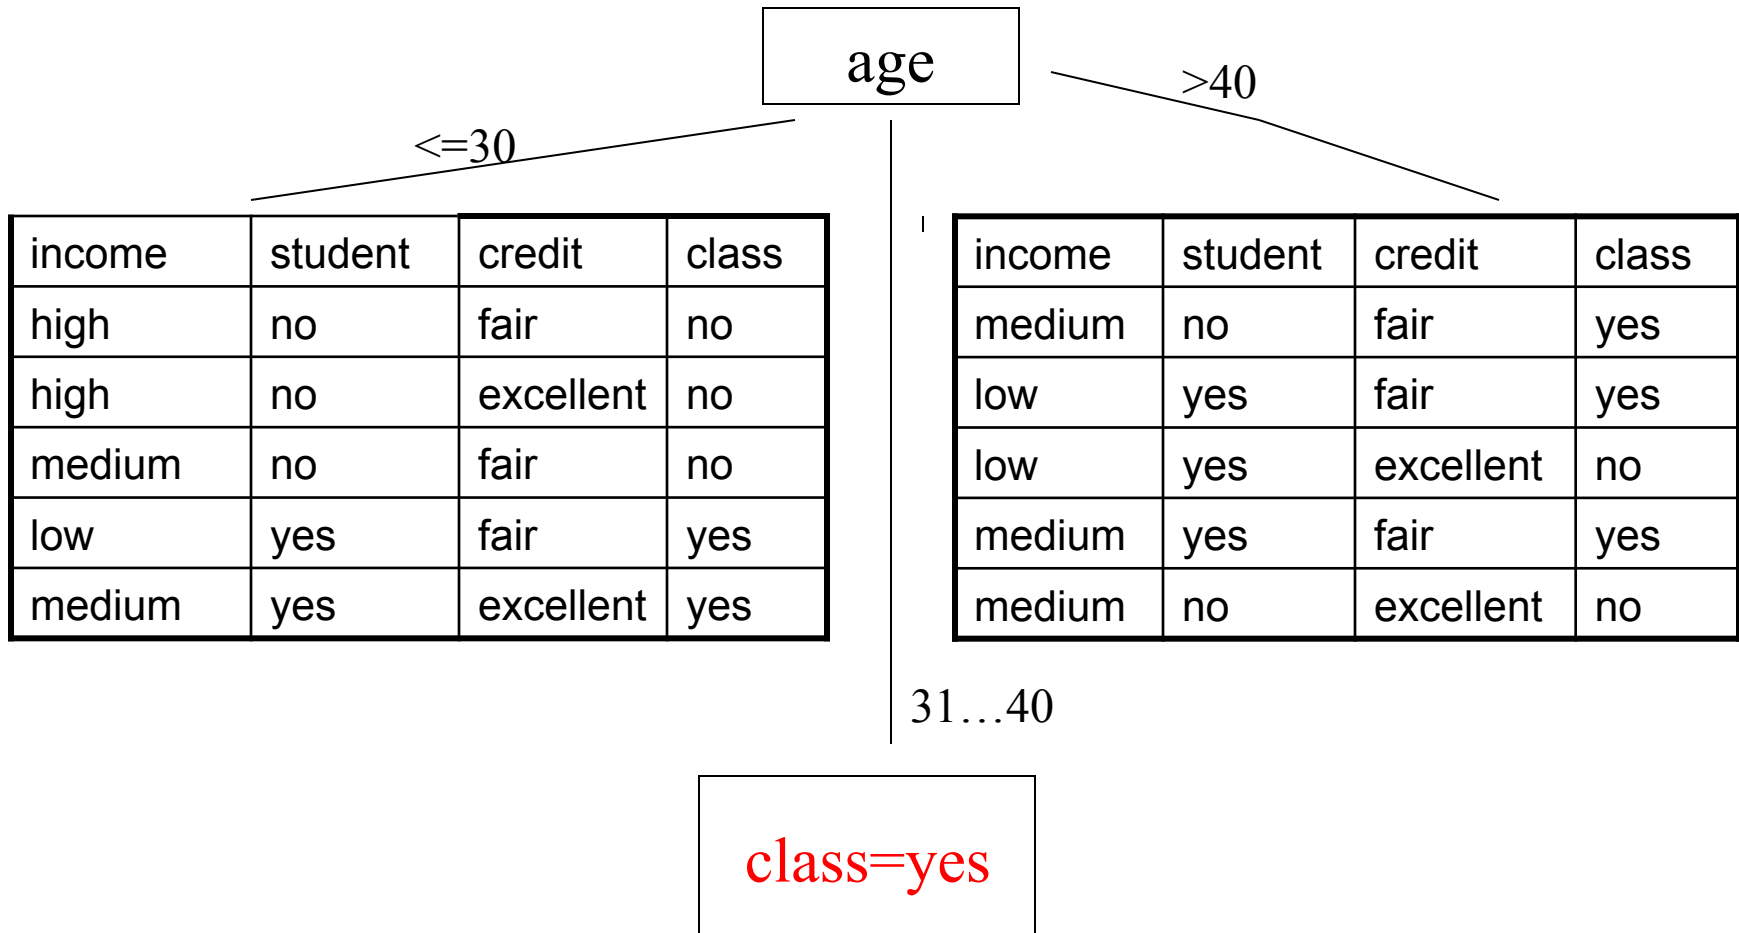 age
<=30
>40
income student credit class
high no fair no
high no excellent no
medium no fair no
low yes fair yes
medium yes excellent yes
income student credit class
medium no fair yes
low yes fair yes
low yes excellent no
medium yes fair yes
medium no excellent no
31…40
class=yes